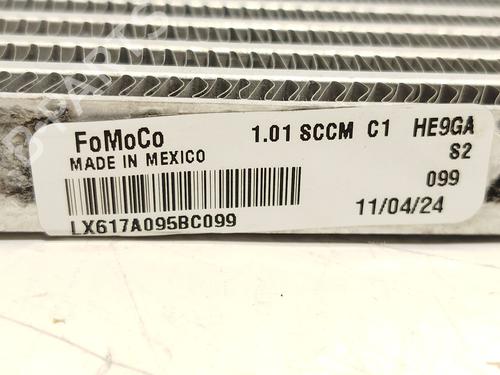 FoMoCo 1.01 SCCM C1 HE9GA
MADE IN MEXICO S2
099
11/04/24
LX617A095BC099